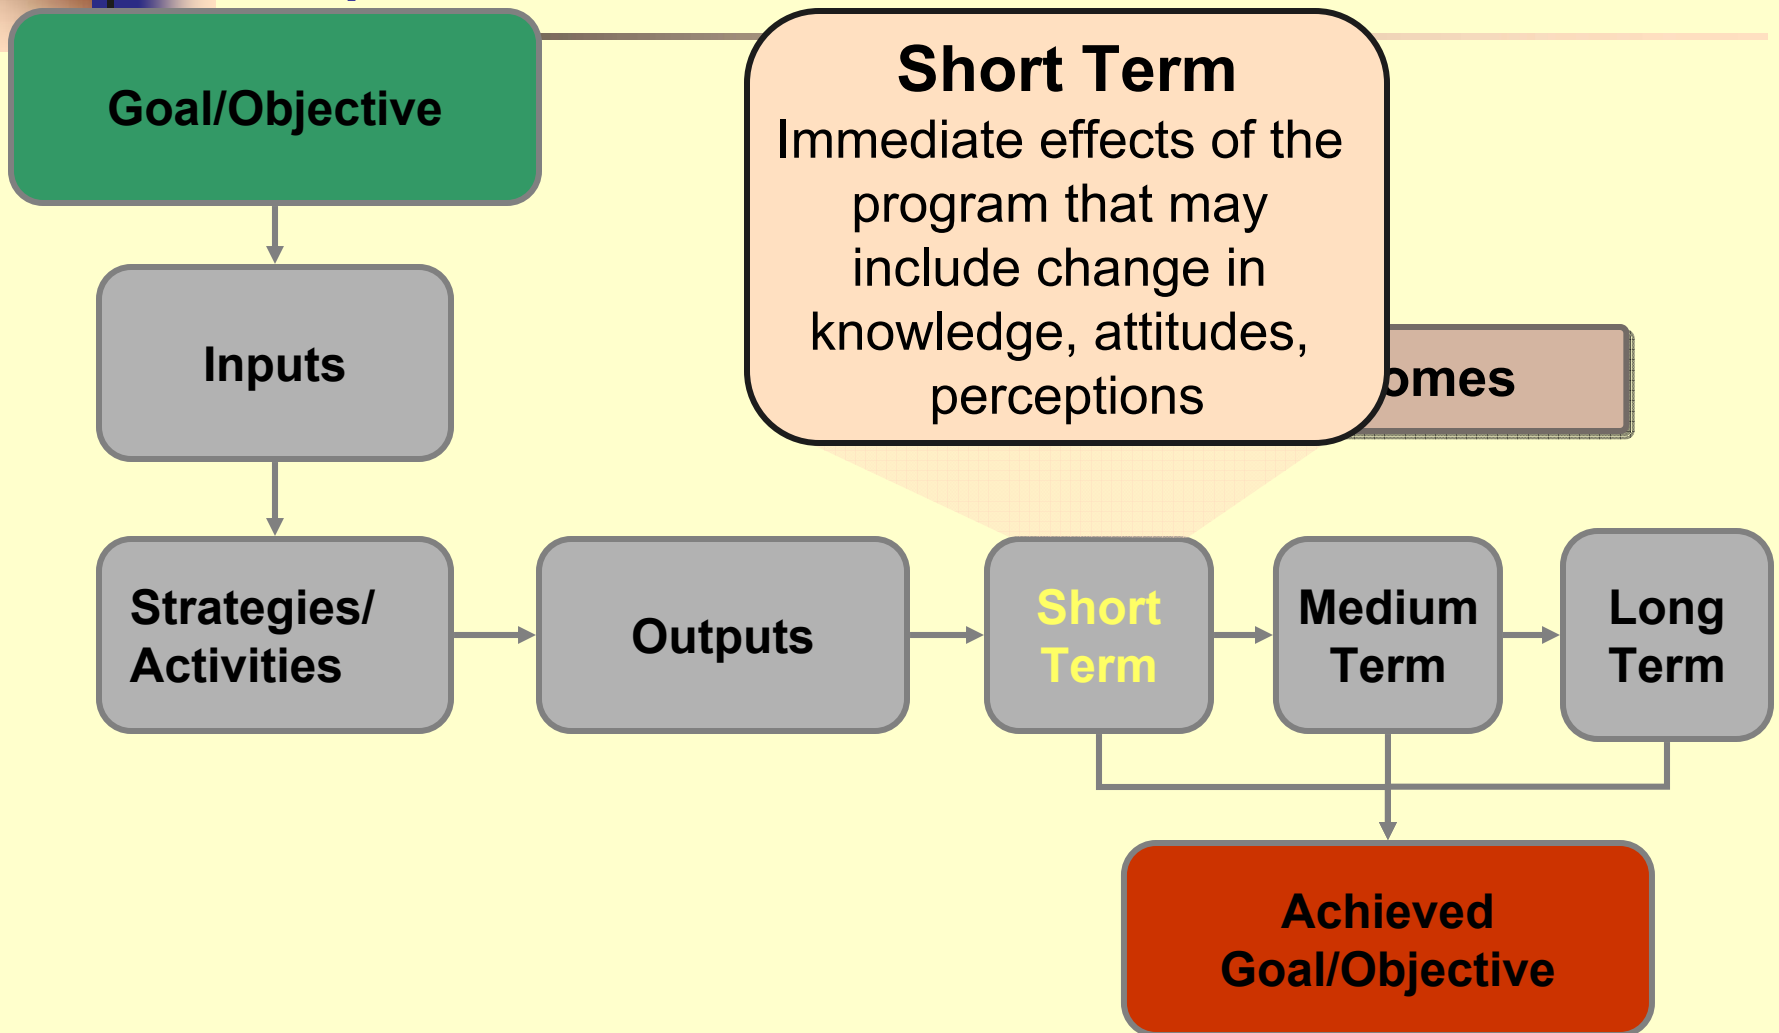 Goal/Objective
Short Term
Immediate effects of the
program that may
include change in
knowledge, attitudes,
perceptions
Inputs
omes
Strategies/
Activities
Outputs
Short
Term
Medium
Term
Long
Term
Achieved
Goal/Objective